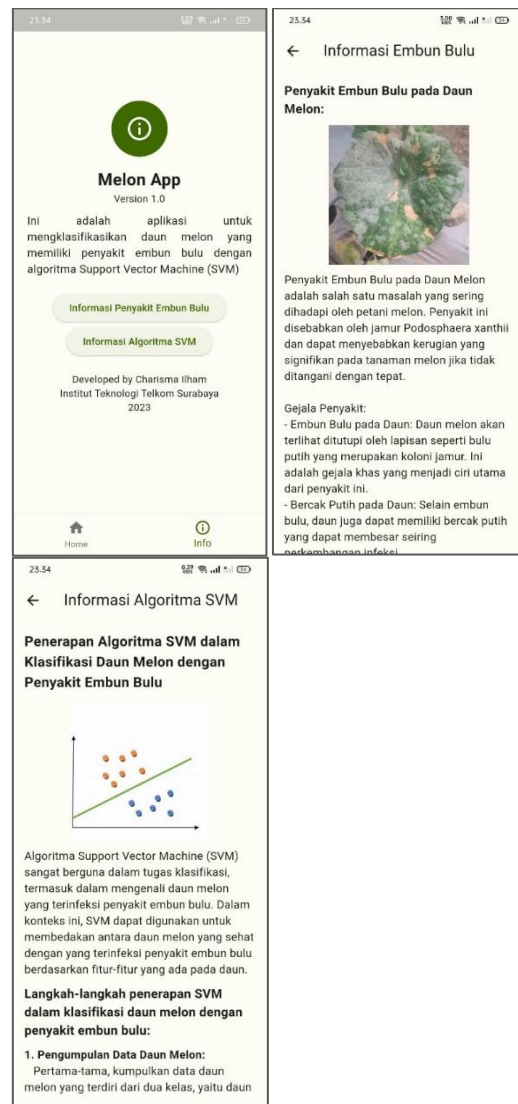 23.34
Melon App
Version 1.0
Ini adalah aplikasi untuk
mengklasifikasikan daun melon yang
memiliki penyakit embun bulu dengan
algoritma Support Vector Machine (SVM)
Informasi Penyakit Embun Bulu
Informasi Algoritma SVM
Developed by Charisma Ilham
Institut Teknologi Telkom Surabaya
2023
Home
Info
23.34
Informasi Embun Bulu
Penyakit Embun Bulu pada Daun
Melon:
Penyakit Embun Bulu pada Daun Melon
adalah salah satu masalah yang sering
dihadapi oleh petani melon. Penyakit ini
disebabkan oleh jamur Podosphaera xanthii
dan dapat menyebabkan kerugian yang
signifikan pada tanaman melon jika tidak
ditangani dengan tepat.
Gejala Penyakit:
- Embun Bulu pada Daun: Daun melon akan
terlihat ditutupi oleh lapisan seperti bulu
putih yang merupakan koloni jamur. Ini
adalah gejala khas yang menjadi ciri utama
dari penyakit ini.
- Bercak Putih pada Daun: Selain embun
bulu, daun juga dapat memiliki bercak putih
yang dapat membesar seiring
perkembangan infeksi
23.34
Informasi Algoritma SVM
Penerapan Algoritma SVM dalam
Klasifikasi Daun Melon dengan
Penyakit Embun Bulu
Algoritma Support Vector Machine (SVM)
sangat berguna dalam tugas klasifikasi,
termasuk dalam mengenali daun melon
yang terinfeksi penyakit embun bulu. Dalam
konteks ini, SVM dapat digunakan untuk
membedakan antara daun melon yang sehat
dengan yang terinfeksi penyakit embun bulu
berdasarkan fitur-fitur yang ada pada daun.
Langkah-langkah penerapan SVM
dalam klasifikasi daun melon dengan
penyakit embun bulu:
1. Pengumpulan Data Daun Melon:
Pertama-tama, kumpulkan data daun
melon yang terdiri dari dua kelas, yaitu daun